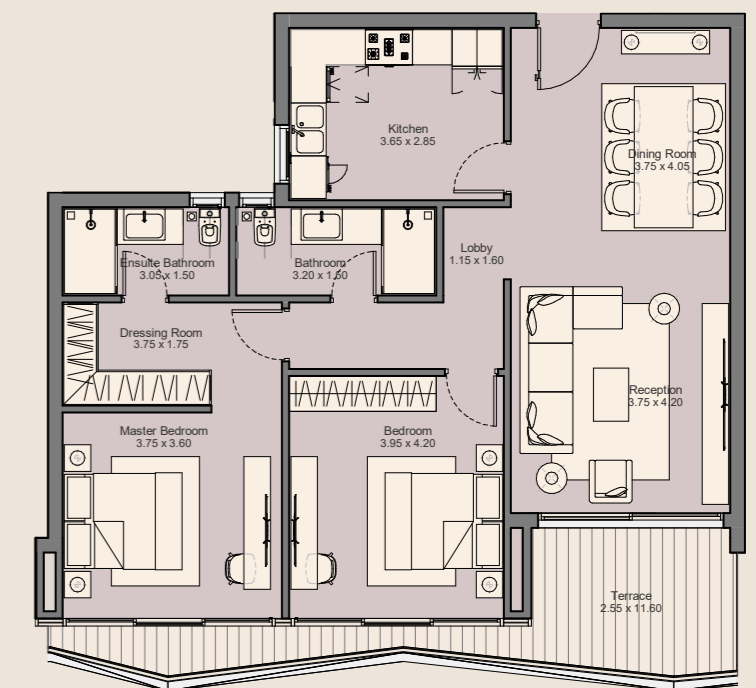 Kitchen
3.65 x 2.85
Dining Room
3.75 x 4.05
Lobby
1.15 x 1.60
Ensuite Bathroom
3.05 x 1.50
Bathroom
3.20 x 1.50
Dressing Room
3.75 x 1.75
Reception
3.75 x 4.20
Master Bedroom
3.75 x 3.60
Bedroom
3.95 x 4.20
Terrace
2.55 x 11.60